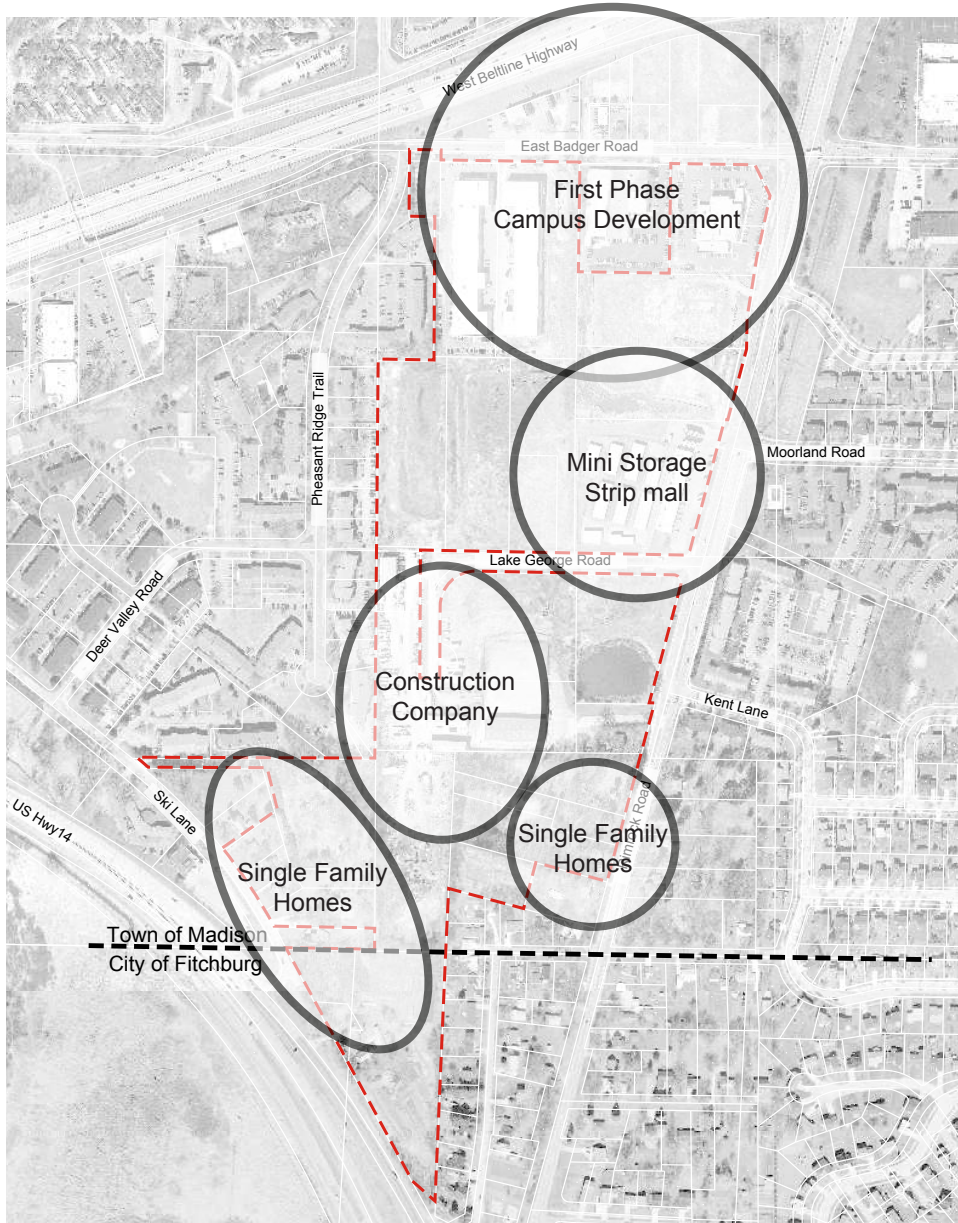 West Beltline Highway
East Badger Road
First Phase
Campus Development
Pheasant Ridge Trail
Mini Storage
Strip mall
Moorland Road
Lake George Road
Deer Valley Road
Construction
Company
Kent Lane
Ski Lane
US Hwy14
Road
Single Family
Homes
Single Family
Homes
Town of Madison
City of Fitchburg